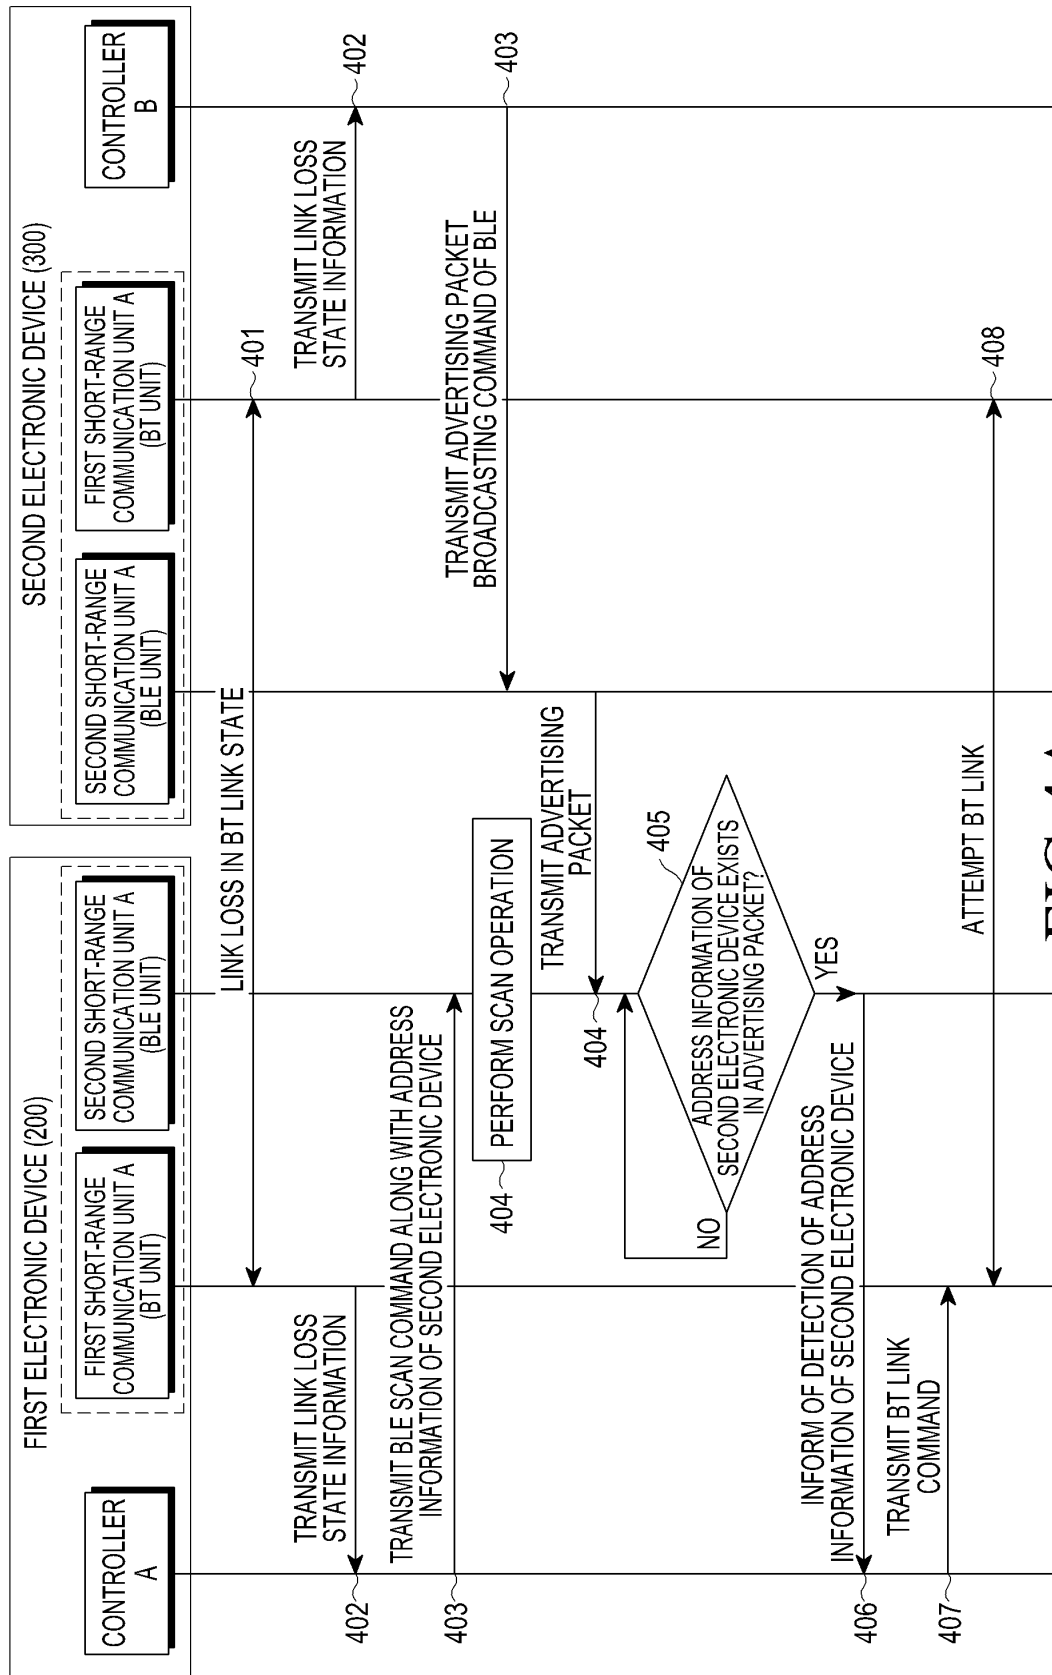 FIRST ELECTRONIC DEVICE (200)
SECOND ELECTRONIC DEVICE (300)
CONTROLLER
A
FIRST SHORT-RANGE
COMMUNICATION UNIT A
(BT UNIT)
SECOND SHORT-RANGE
COMMUNICATION UNIT A
(BLE UNIT)
SECOND SHORT-RANGE
COMMUNICATION UNIT A
(BLE UNIT)
FIRST SHORT-RANGE
COMMUNICATION UNIT A
(BT UNIT)
CONTROLLER
B
LINK LOSS IN BT LINK STATE
401
TRANSMIT LINK LOSS
STATE INFORMATION
402
TRANSMIT LINK LOSS
STATE INFORMATION
402
TRANSMIT BLE SCAN COMMAND ALONG WITH ADDRESS
INFORMATION OF SECOND ELECTRONIC DEVICE
403
TRANSMIT ADVERTISING PACKET
BROADCASTING COMMAND OF BLE
403
404
PERFORM SCAN OPERATION
TRANSMIT ADVERTISING
PACKET
404
405
ADDRESS INFORMATION OF
SECOND ELECTRONIC DEVICE EXISTS
IN ADVERTISING PACKET?
NO
YES
INFORM OF DETECTION OF ADDRESS
INFORMATION OF SECOND ELECTRONIC DEVICE
406
TRANSMIT BT LINK
COMMAND
407
ATTEMPT BT LINK
408